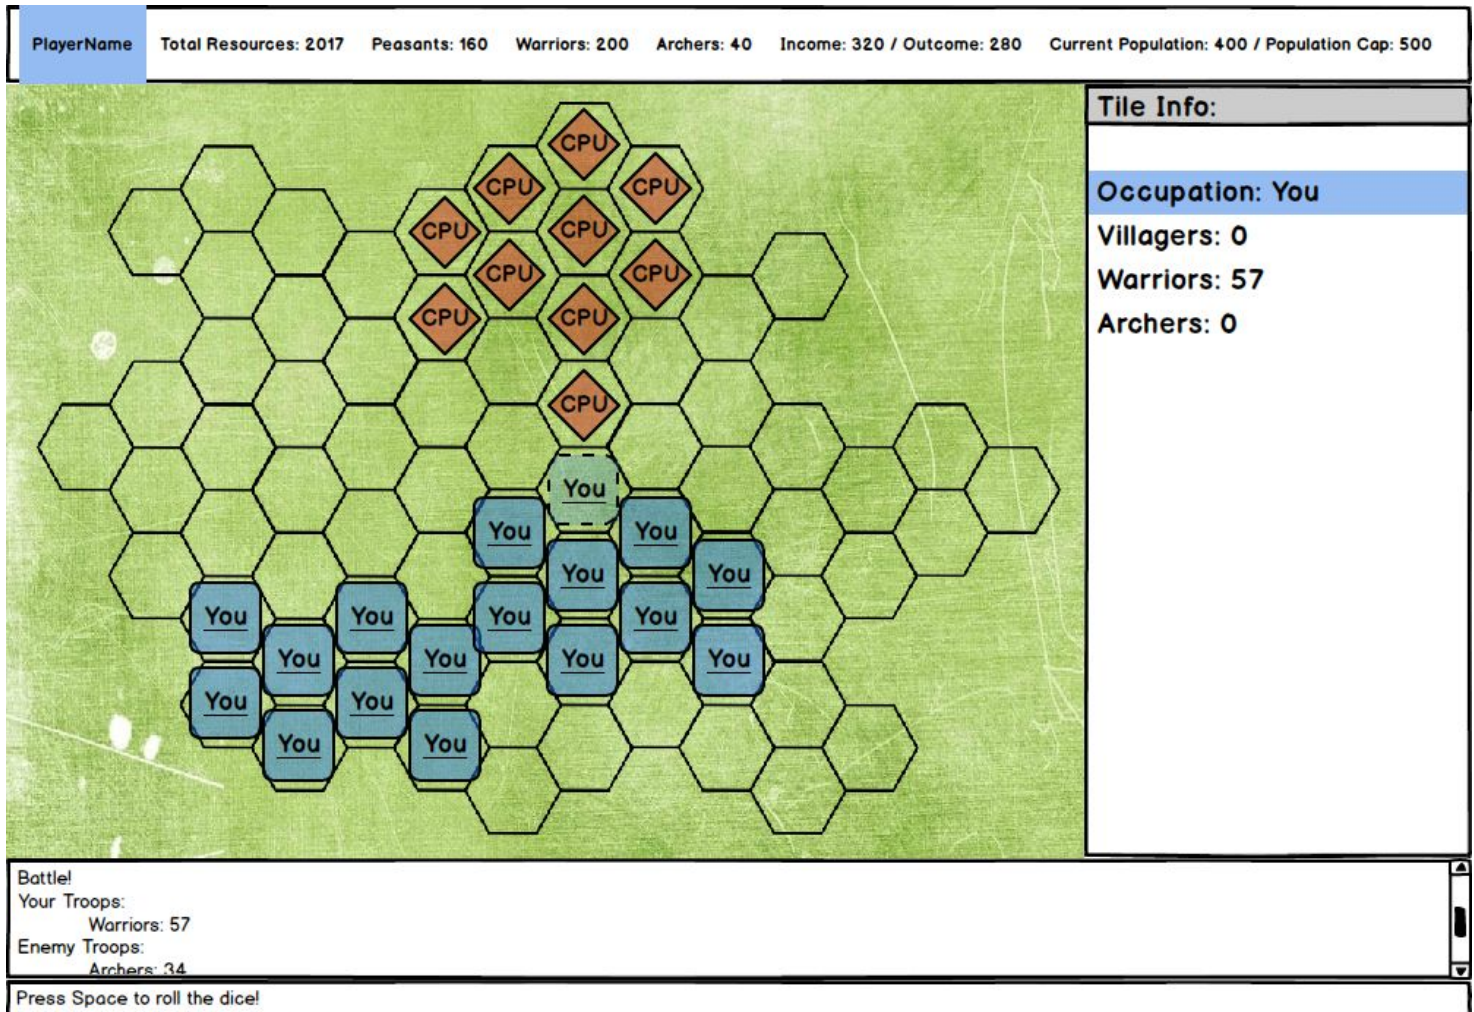 PlayerName Total Resources: 2017 Peasants: 160 Warriors: 200 Archers: 40 Income: 320 / Outcome: 280 Current Population: 400 / Population Cap: 500
Tile Info:
Occupation: You
Villagers: 0
Warriors: 57
Archers: 0
CPU
CPU CPU
CPU CPU
CPU CPU
CPU CPU
CPU
You
You You
You You
You You You You
You You You You
You You
You You
Battle!
Your Troops:
Warriors: 57
Enemy Troops:
Archers: 34
Press Space to roll the dice!